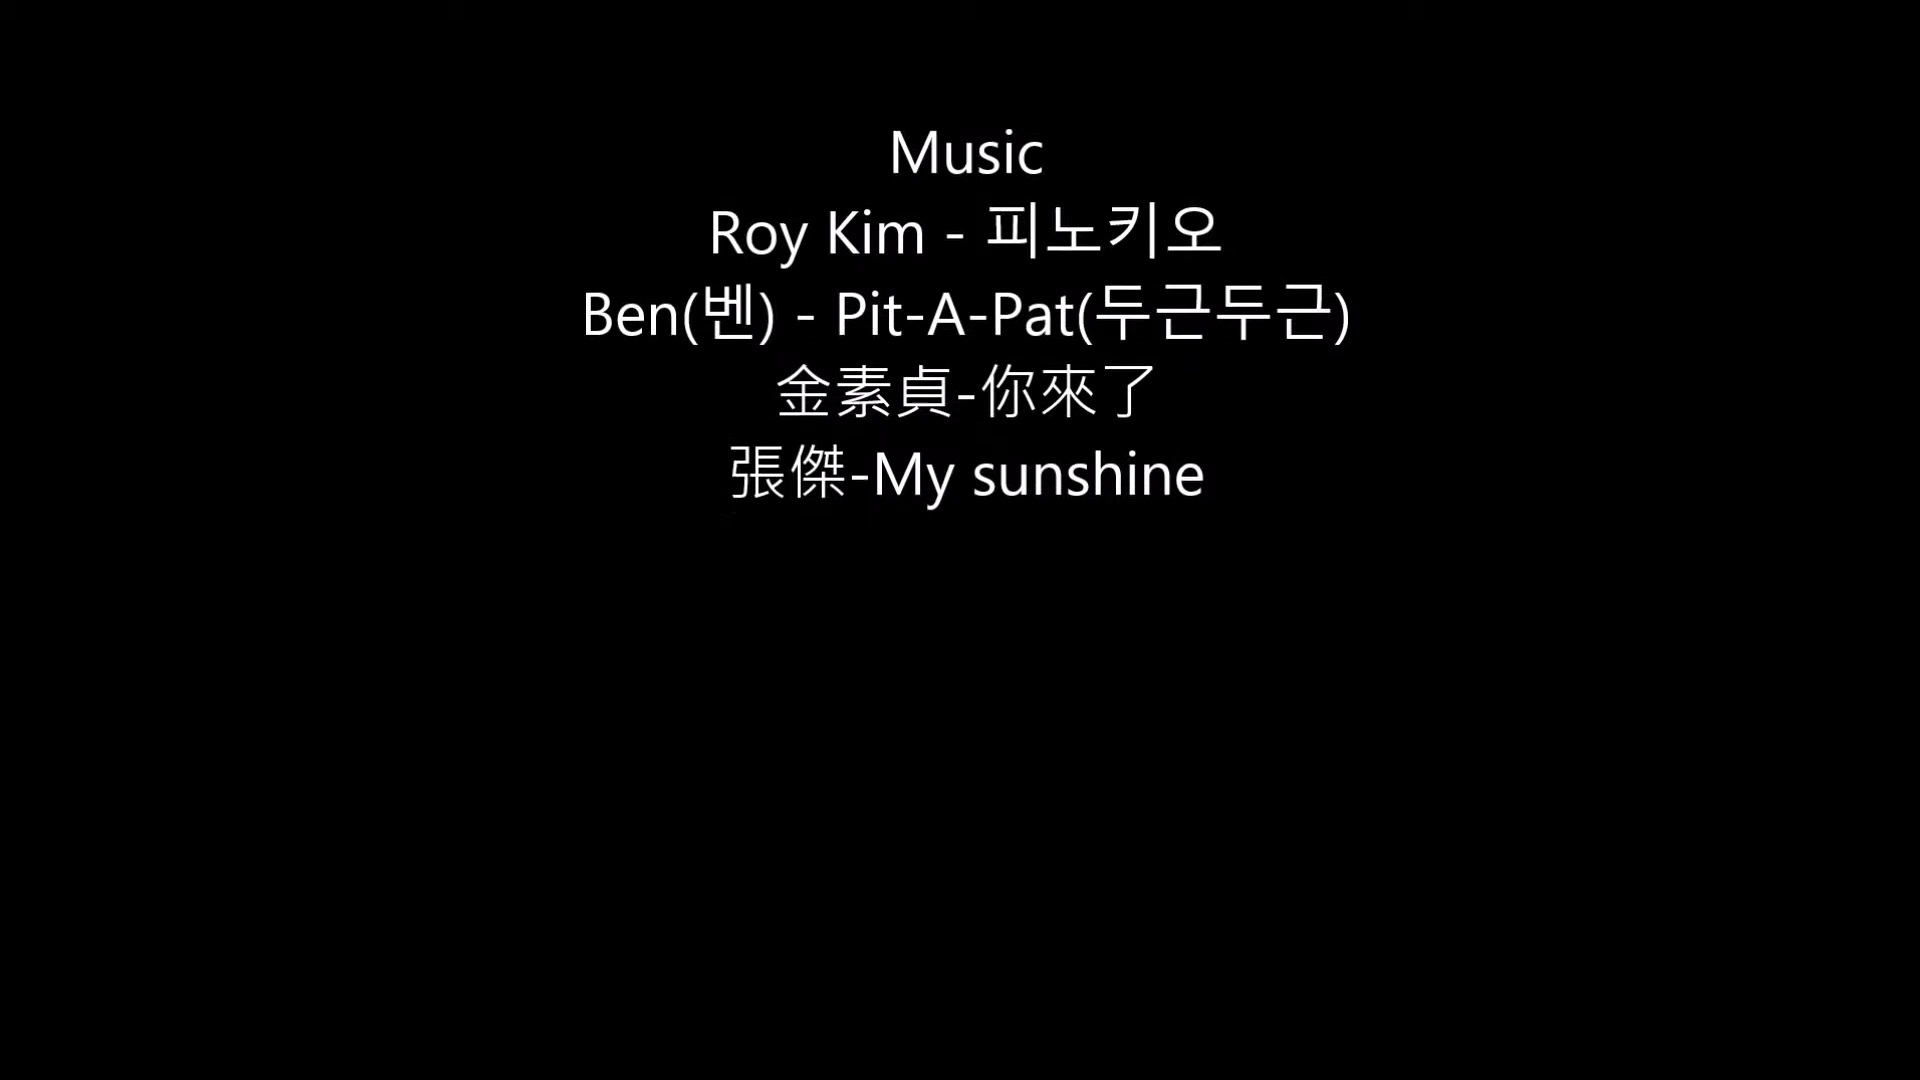 Music
Roy Kim - 피노키오
Ben(벤) - Pit-A-Pat(두근두근)
金素貞-你來了
張傑-My sunshine